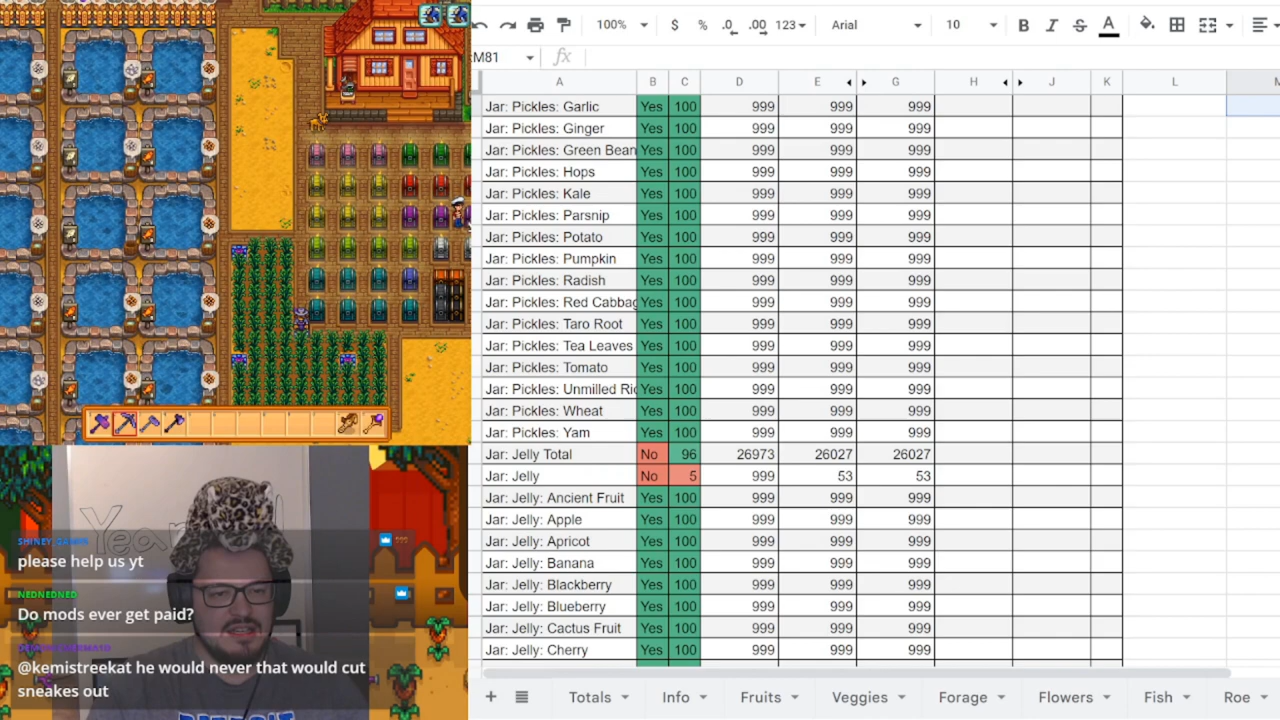 100% $ % .0 .00 123 Arial 10 B I S A
M81 fx
A B C D E G H J K L M
Jar: Pickles: Garlic Yes 100 999 999 999
Jar: Pickles: Ginger Yes 100 999 999 999
Jar: Pickles: Green Bean Yes 100 999 999 999
Jar: Pickles: Hops Yes 100 999 999 999
Jar: Pickles: Kale Yes 100 999 999 999
Jar: Pickles: Parsnip Yes 100 999 999 999
Jar: Pickles: Potato Yes 100 999 999 999
Jar: Pickles: Pumpkin Yes 100 999 999 999
Jar: Pickles: Radish Yes 100 999 999 999
Jar: Pickles: Red Cabbag Yes 100 999 999 999
Jar: Pickles: Taro Root Yes 100 999 999 999
Jar: Pickles: Tea Leaves Yes 100 999 999 999
Jar: Pickles: Tomato Yes 100 999 999 999
Jar: Pickles: Unmilled Ric Yes 100 999 999 999
Jar: Pickles: Wheat Yes 100 999 999 999
Jar: Pickles: Yam Yes 100 999 999 999
Jar: Jelly Total No 96 26973 26027 26027
Jar: Jelly No 5 999 53 53
Jar: Jelly: Ancient Fruit Yes 100 999 999 999
Jar: Jelly: Apple Yes 100 999 999 999
Jar: Jelly: Apricot Yes 100 999 999 999
Jar: Jelly: Banana Yes 100 999 999 999
Jar: Jelly: Blackberry Yes 100 999 999 999
Jar: Jelly: Blueberry Yes 100 999 999 999
Jar: Jelly: Cactus Fruit Yes 100 999 999 999
Jar: Jelly: Cherry Yes 100 999 999 999
+ Totals Info Fruits Veggies Forage Flowers Fish Roe
please help us yt
NEDNEDNED
Do mods ever get paid?
@kemistreekat he would never that would cut
sneakes out